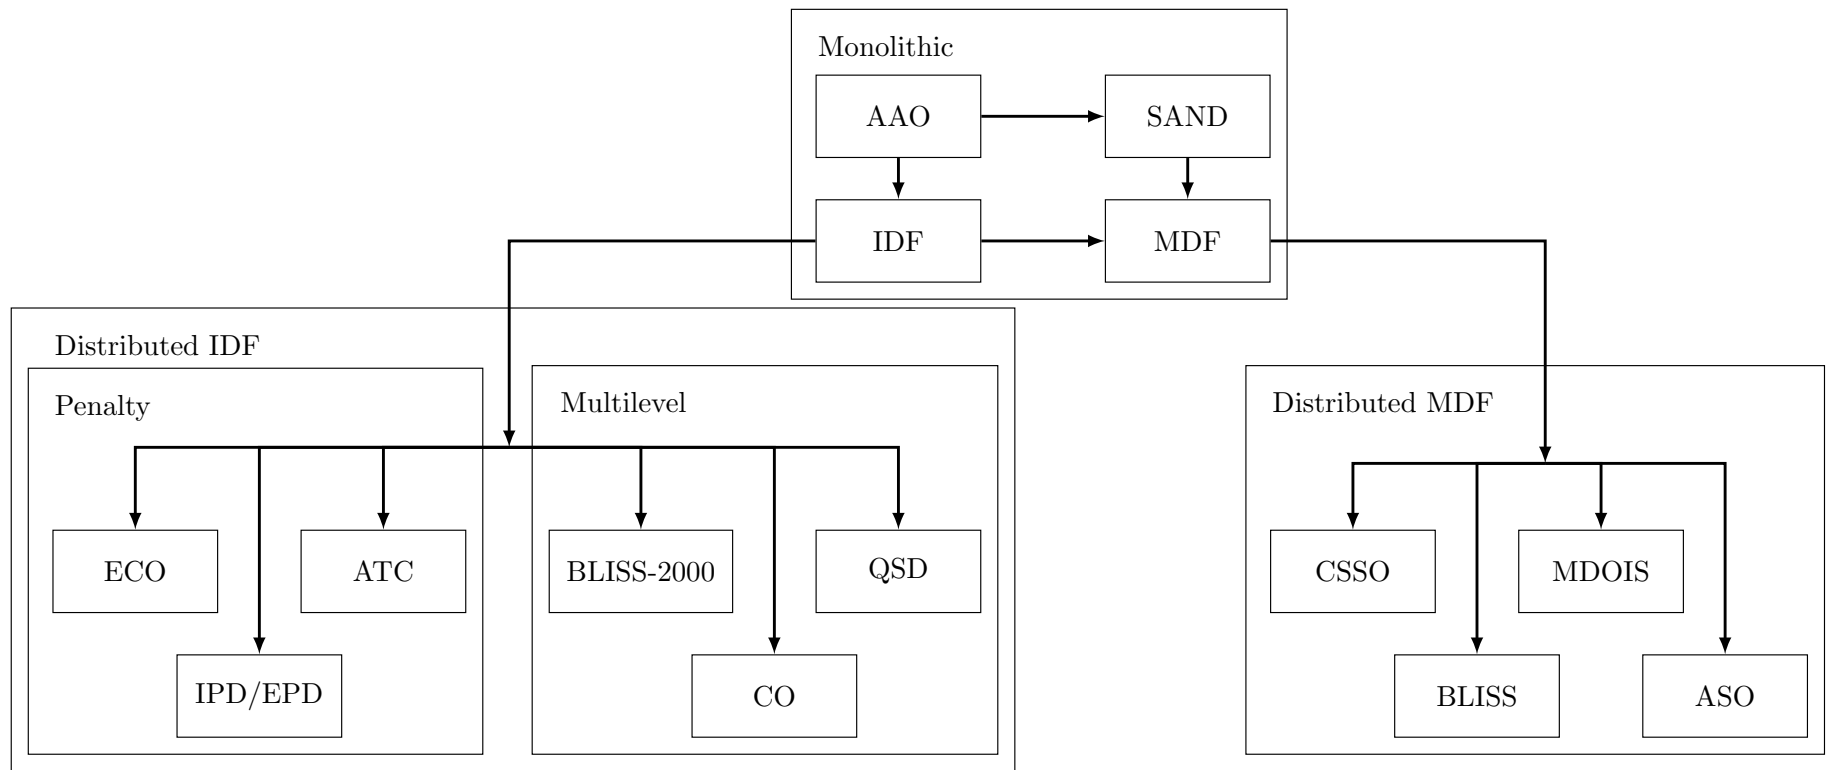 Monolithic
AAO
SAND
IDF
MDF
Distributed IDF
Penalty
Multilevel
Distributed MDF
ECO
ATC
BLISS-2000
QSD
CSSO
MDOIS
IPD/EPD
CO
BLISS
ASO